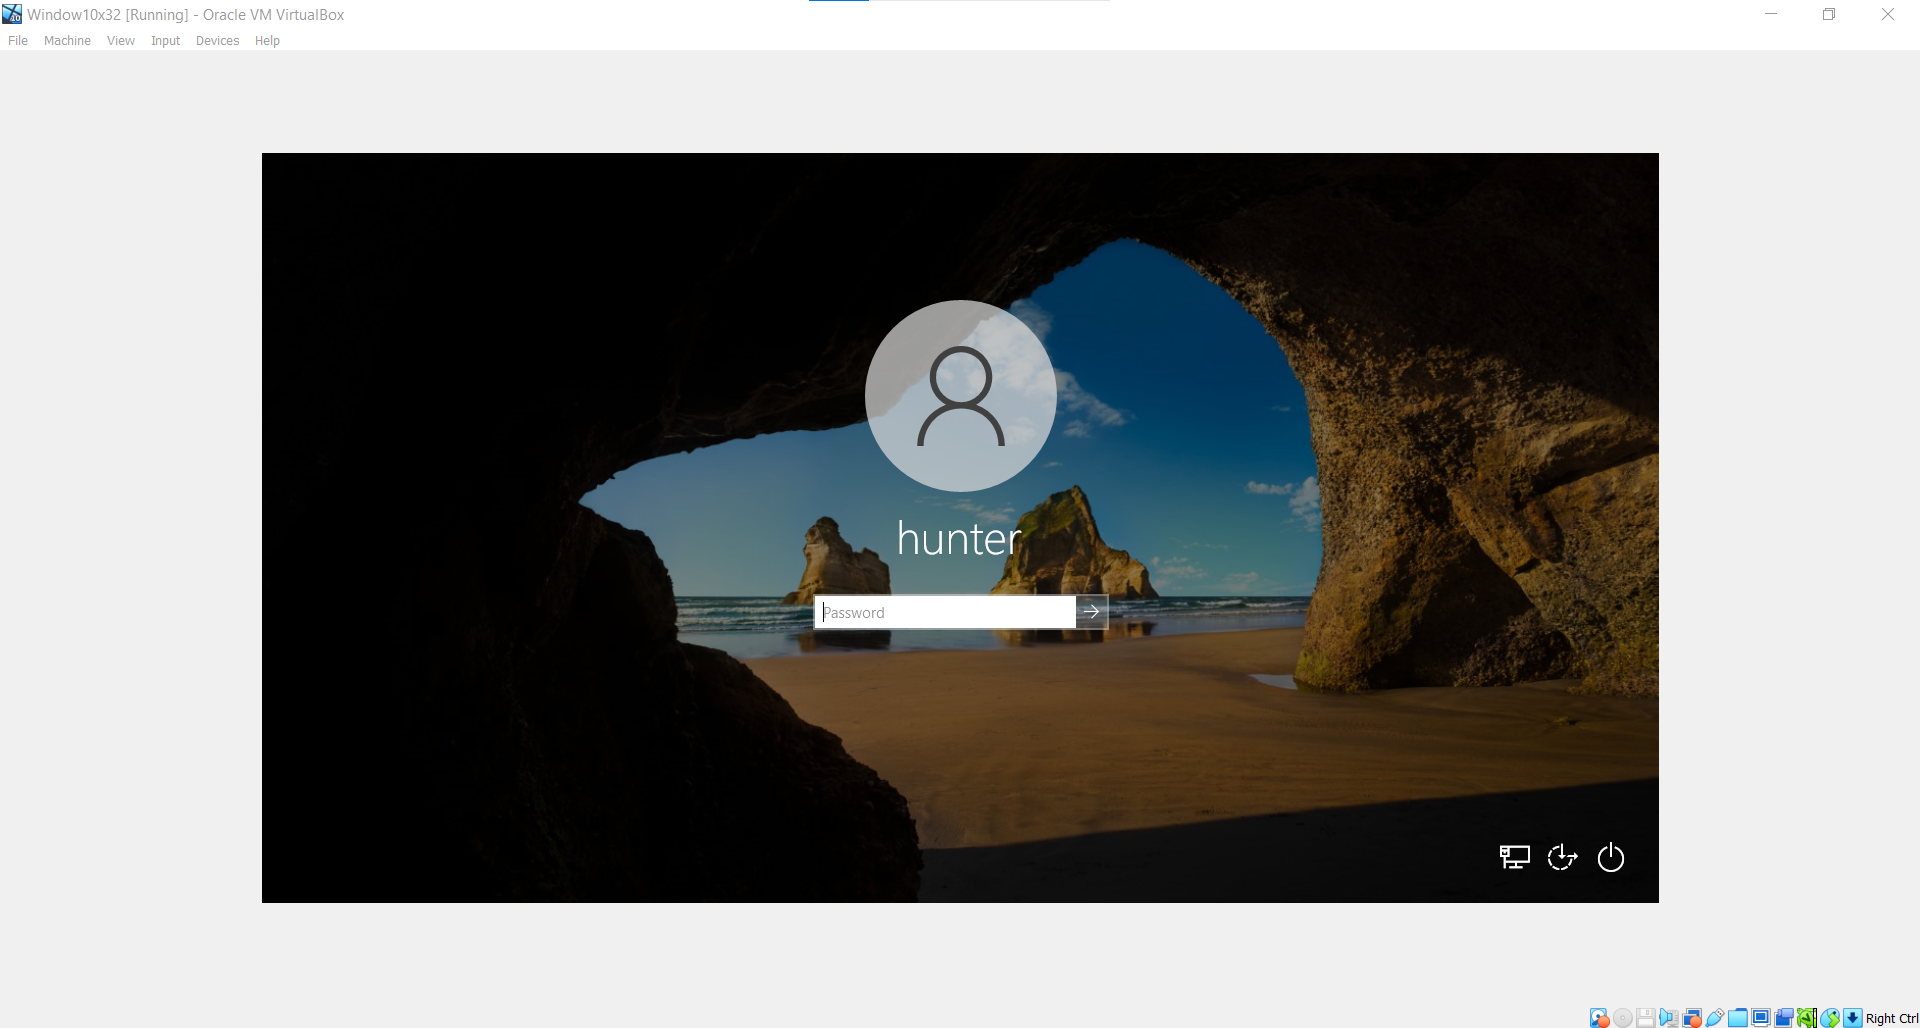 Window10x32 [Running] - Oracle VM VirtualBox
File Machine View Input Devices Help
hunter
Password
Right Ctrl